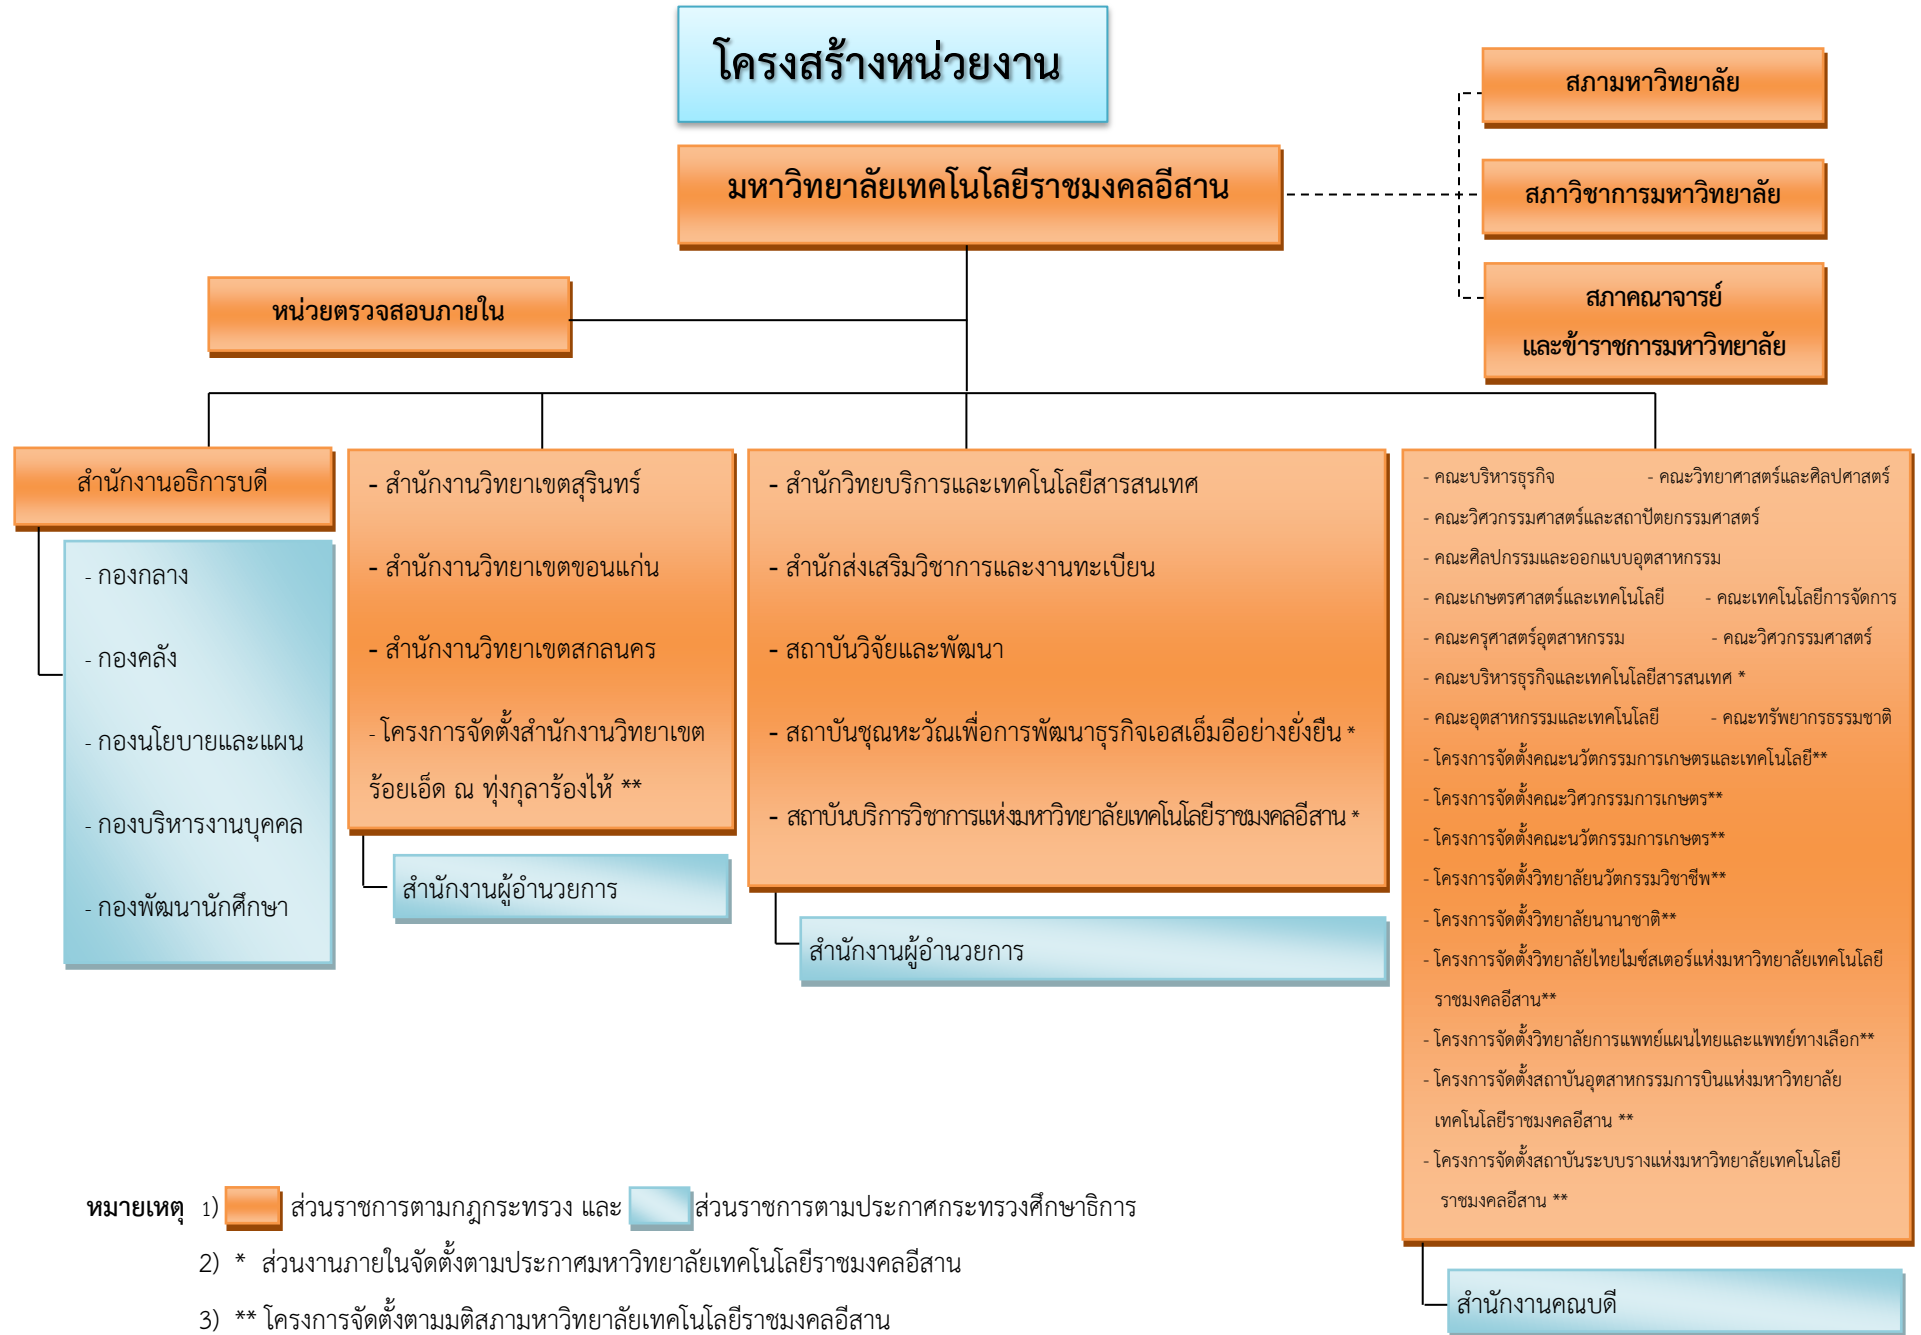 โครงสร้างหน่วยงาน
มหาวิทยาลัยเทคโนโลยีราชมงคลอีสาน
สภามหาวิทยาลัย
สภาวิชาการมหาวิทยาลัย
สภาคณาจารย์
และข้าราชการมหาวิทยาลัย
หน่วยตรวจสอบภายใน
สำนักงานอธิการบดี
- กองกลาง
- กองคลัง
- กองนโยบายและแผน
- กองบริหารงานบุคคล
- กองพัฒนานักศึกษา
- สำนักงานวิทยาเขตสุรินทร์
- สำนักงานวิทยาเขตขอนแก่น
- สำนักงานวิทยาเขตสกลนคร
- โครงการจัดตั้งสำนักงานวิทยาเขต
ร้อยเอ็ด ณ ทุ่งกุลาร้องไห้ **
สำนักงานผู้อำนวยการ
- สำนักวิทยบริการและเทคโนโลยีสารสนเทศ
- สำนักส่งเสริมวิชาการและงานทะเบียน
- สถาบันวิจัยและพัฒนา
- สถาบันชุณหะวัณเพื่อการพัฒนาธุรกิจเอสเอ็มอีอย่างยั่งยืน *
- สถาบันบริการวิชาการแห่งมหาวิทยาลัยเทคโนโลยีราชมงคลอีสาน *
สำนักงานผู้อำนวยการ
- คณะบริหารธุรกิจ - คณะวิทยาศาสตร์และศิลปศาสตร์
- คณะวิศวกรรมศาสตร์และสถาปัตยกรรมศาสตร์
- คณะศิลปกรรมและออกแบบอุตสาหกรรม
- คณะเกษตรศาสตร์และเทคโนโลยี - คณะเทคโนโลยีการจัดการ
- คณะครุศาสตร์อุตสาหกรรม - คณะวิศวกรรมศาสตร์
- คณะบริหารธุรกิจและเทคโนโลยีสารสนเทศ *
- คณะอุตสาหกรรมและเทคโนโลยี - คณะทรัพยากรธรรมชาติ
- โครงการจัดตั้งคณะนวัตกรรมการเกษตรและเทคโนโลยี**
- โครงการจัดตั้งคณะวิศวกรรมการเกษตร**
- โครงการจัดตั้งคณะนวัตกรรมการเกษตร**
- โครงการจัดตั้งวิทยาลัยนวัตกรรมวิชาชีพ**
- โครงการจัดตั้งวิทยาลัยนานาชาติ**
- โครงการจัดตั้งวิทยาลัยไทยไมซ์สเตอร์แห่งมหาวิทยาลัยเทคโนโลยี
ราชมงคลอีสาน**
- โครงการจัดตั้งวิทยาลัยการแพทย์แผนไทยและแพทย์ทางเลือก**
- โครงการจัดตั้งสถาบันอุตสาหกรรมการบินแห่งมหาวิทยาลัย
เทคโนโลยีราชมงคลอีสาน **
- โครงการจัดตั้งสถาบันระบบรางแห่งมหาวิทยาลัยเทคโนโลยี
ราชมงคลอีสาน **
สำนักงานคณบดี
หมายเหตุ 1) ส่วนราชการตามกฎกระทรวง และ ส่วนราชการตามประกาศกระทรวงศึกษาธิการ
2) * ส่วนงานภายในจัดตั้งตามประกาศมหาวิทยาลัยเทคโนโลยีราชมงคลอีสาน
3) ** โครงการจัดตั้งตามมติสภามหาวิทยาลัยเทคโนโลยีราชมงคลอีสาน